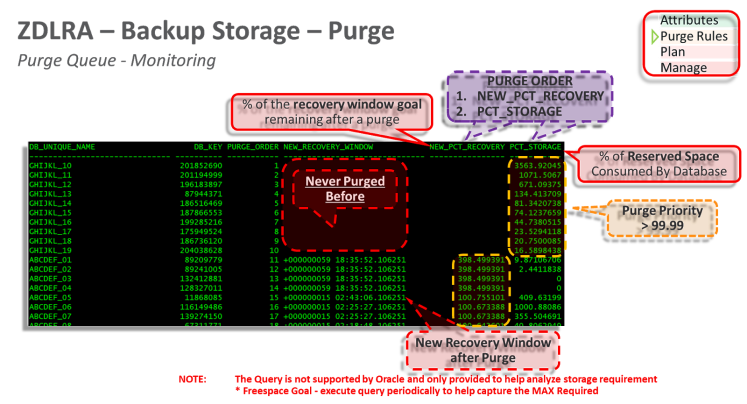 ZDLRA – Backup Storage – Purge
Purge Queue - Monitoring
Attributes
Purge Rules
Plan
Manage
PURGE ORDER
1. NEW_PCT_RECOVERY
2. PCT_STORAGE
% of the recovery window goal
remaining after a purge
DB_UNIQUE_NAME DB_KEY PURGE_ORDER NEW_RECOVERY_WINDOW NEW_PCT_RECOVERY PCT_STORAGE
GHIJKL_10 201852690 1 3563.92045
GHIJKL_11 201194999 2 1071.5067
GHIJKL_12 196183897 3 671.09375
GHIJKL_13 87944371 4 134.413709
GHIJKL_14 186516469 5 81.3420738
GHIJKL_15 187866553 6 74.1237659
GHIJKL_16 199285216 7 44.7380515
GHIJKL_17 175949524 8 23.5294118
GHIJKL_18 186736120 9 20.7500085
GHIJKL_19 204038628 10 16.5898438
ABCDEF_01 89209779 11 +000000059 18:35:52.106251 398.499391 9.87106706
ABCDEF_02 89241005 12 +000000059 18:35:52.106251 398.499391 2.4411838
ABCDEF_03 132412881 13 +000000059 18:35:52.106251 398.499391 0
ABCDEF_04 128327011 14 +000000059 18:35:52.106251 398.499391 0
ABCDEF_05 11868085 15 +000000015 02:43:06.106251 100.755101 409.63199
ABCDEF_06 116149486 16 +000000015 02:25:27.106251 100.673388 1000.88086
ABCDEF_07 139274150 17 +000000015 02:25:27.106251 100.673388 355.504691
ABCDEF_08
Never Purged
Before
% of Reserved Space
Consumed By Database
Purge Priority
> 99.99
New Recovery Window
after Purge
NOTE: The Query is not supported by Oracle and only provided to help analyze storage requirement
* Freespace Goal - execute query periodically to help capture the MAX Required